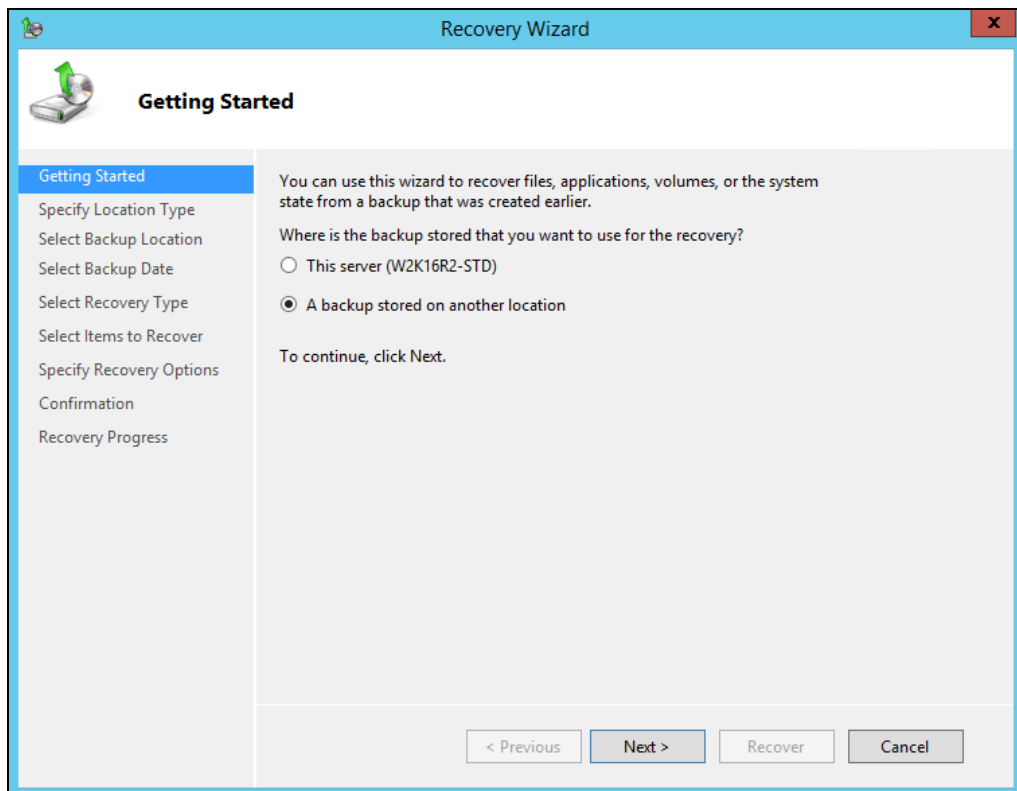 Recovery Wizard
x
Getting Started
Getting Started
Specify Location Type
Select Backup Location
Select Backup Date
Select Recovery Type
Select Items to Recover
Specify Recovery Options
Confirmation
Recovery Progress
You can use this wizard to recover files, applications, volumes, or the system
state from a backup that was created earlier.
Where is the backup stored that you want to use for the recovery?
This server (W2K16R2-STD)
A backup stored on another location
To continue, click Next.
< Previous
Next >
Recover
Cancel